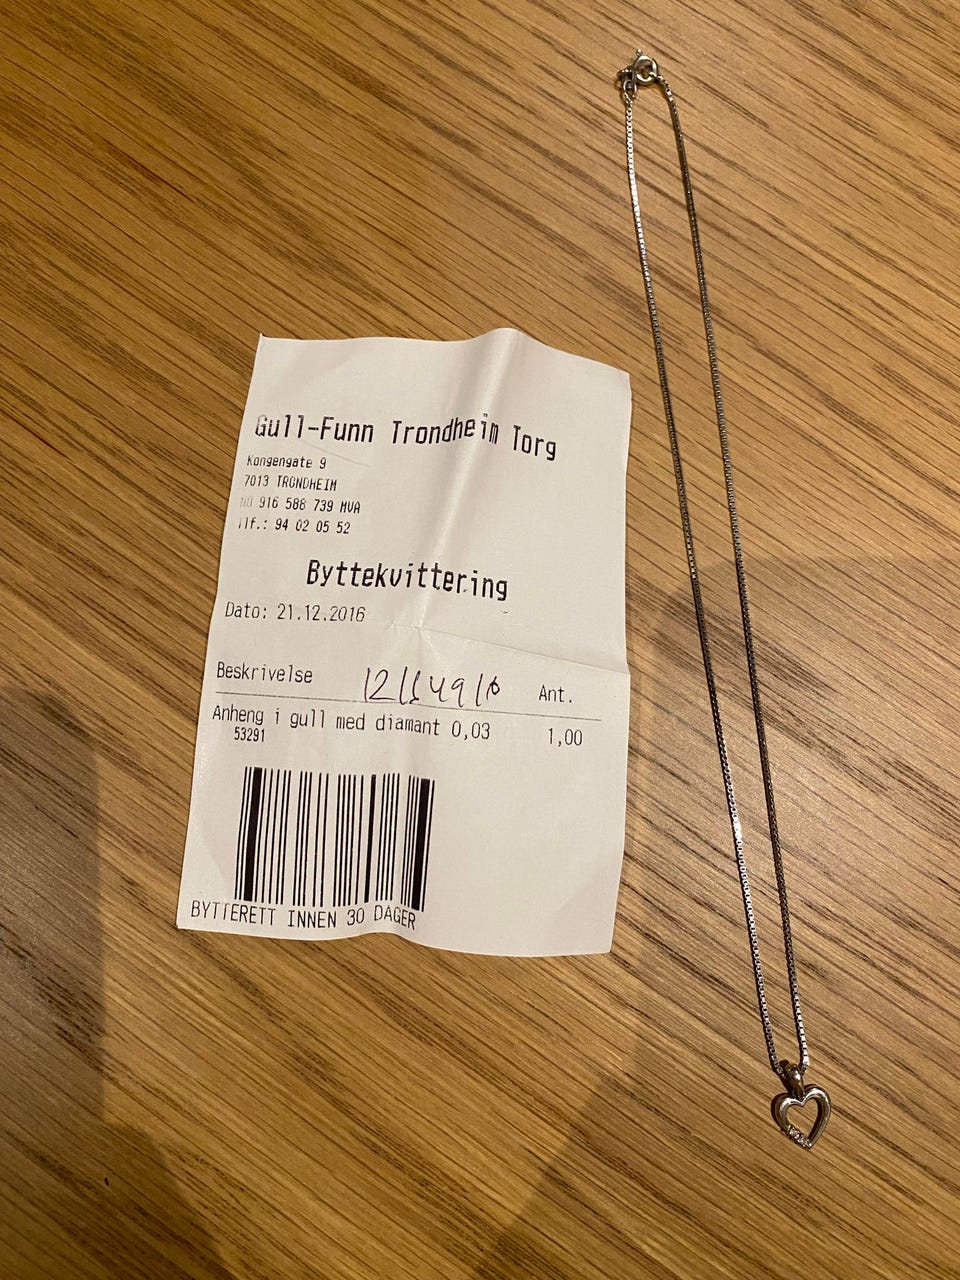 Gull-Funn Trondheim Torg
Kongengate 9
7013 TRONDHEIM
NO 916 588 739 MVA
Tlf.: 94 02 05 52
Byttekvittering
Dato: 21.12.2016
Beskrivelse Ant.
Anheng i gull med diamant 0,03 1,00
53291
BYTTERETT INNEN 30 DAGER